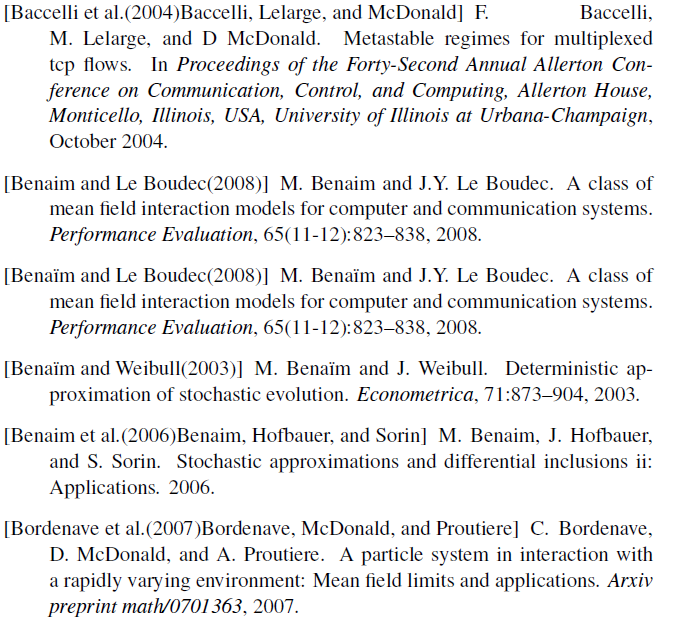 [Baccelli et al.(2004)Baccelli, Lelarge, and McDonald] F. Baccelli,
M. Lelarge, and D McDonald. Metastable regimes for multiplexed
tcp flows. In Proceedings of the Forty-Second Annual Allerton Con-
ference on Communication, Control, and Computing, Allerton House,
Monticello, Illinois, USA, University of Illinois at Urbana-Champaign,
October 2004.
[Benaim and Le Boudec(2008)] M. Benaim and J.Y. Le Boudec. A class of
mean field interaction models for computer and communication systems.
Performance Evaluation, 65(11-12):823–838, 2008.
[Benaïm and Le Boudec(2008)] M. Benaïm and J.Y. Le Boudec. A class of
mean field interaction models for computer and communication systems.
Performance Evaluation, 65(11-12):823–838, 2008.
[Benaïm and Weibull(2003)] M. Benaïm and J. Weibull. Deterministic ap-
proximation of stochastic evolution. Econometrica, 71:873–904, 2003.
[Benaim et al.(2006)Benaim, Hofbauer, and Sorin] M. Benaim, J. Hofbauer,
and S. Sorin. Stochastic approximations and differential inclusions ii:
Applications. 2006.
[Bordenave et al.(2007)Bordenave, McDonald, and Proutiere] C. Bordenave,
D. McDonald, and A. Proutiere. A particle system in interaction with
a rapidly varying environment: Mean field limits and applications. Arxiv
preprint math/0701363, 2007.